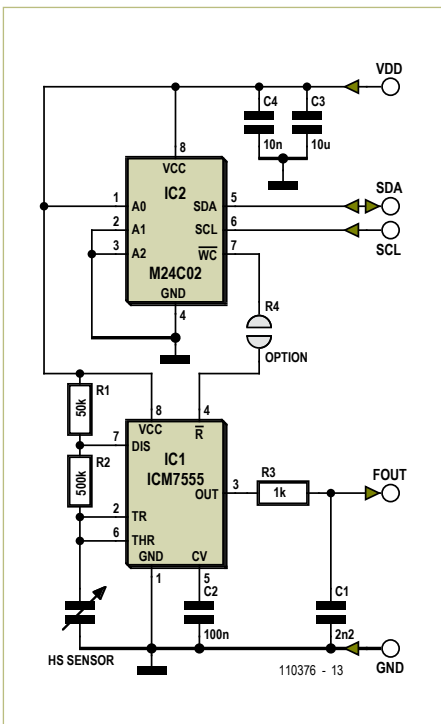 VDD
C4
C3
10n
10u
8
VCC
IC2
1
A0
SDA
5
SDA
2
A1
SCL
6
SCL
3
A2
WC
7
M24C02
GND
4
R4
OPTION
R1
50k
8
4
VCC
R
7
DIS
IC1
R2
500k
ICM7555
OUT
3
R3
1k
FOUT
2
TR
6
THR
GND
CV
1
5
C2
100n
C1
2n2
HS SENSOR
110376 - 13
GND